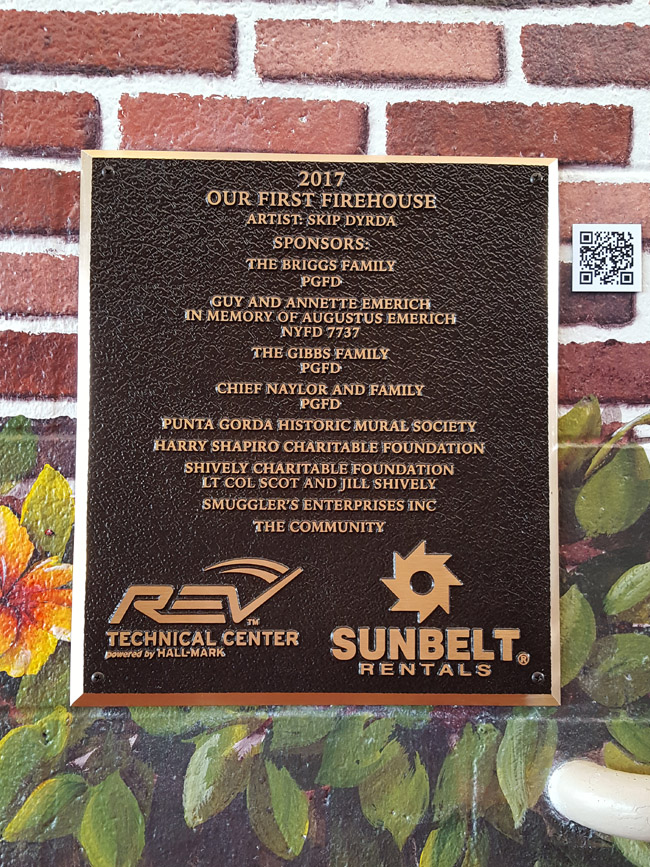 2017
OUR FIRST FIREHOUSE
ARTIST: SKIP DYRDA
SPONSORS:
THE BRIGGS FAMILY
PGFD
GUY AND ANNETTE EMERICH
IN MEMORY OF AUGUSTUS EMERICH
NYFD 7737
THE GIBBS FAMILY
PGFD
CHIEF NAYLOR AND FAMILY
PGFD
PUNTA GORDA HISTORIC MURAL SOCIETY
HARRY SHAPIRO CHARITABLE FOUNDATION
SHIVELY CHARITABLE FOUNDATION
LT COL SCOT AND JILL SHIVELY
SMUGGLER'S ENTERPRISES INC
THE COMMUNITY
REV™
TECHNICAL CENTER
powered by HALL-MARK
SUNBELT®
RENTALS